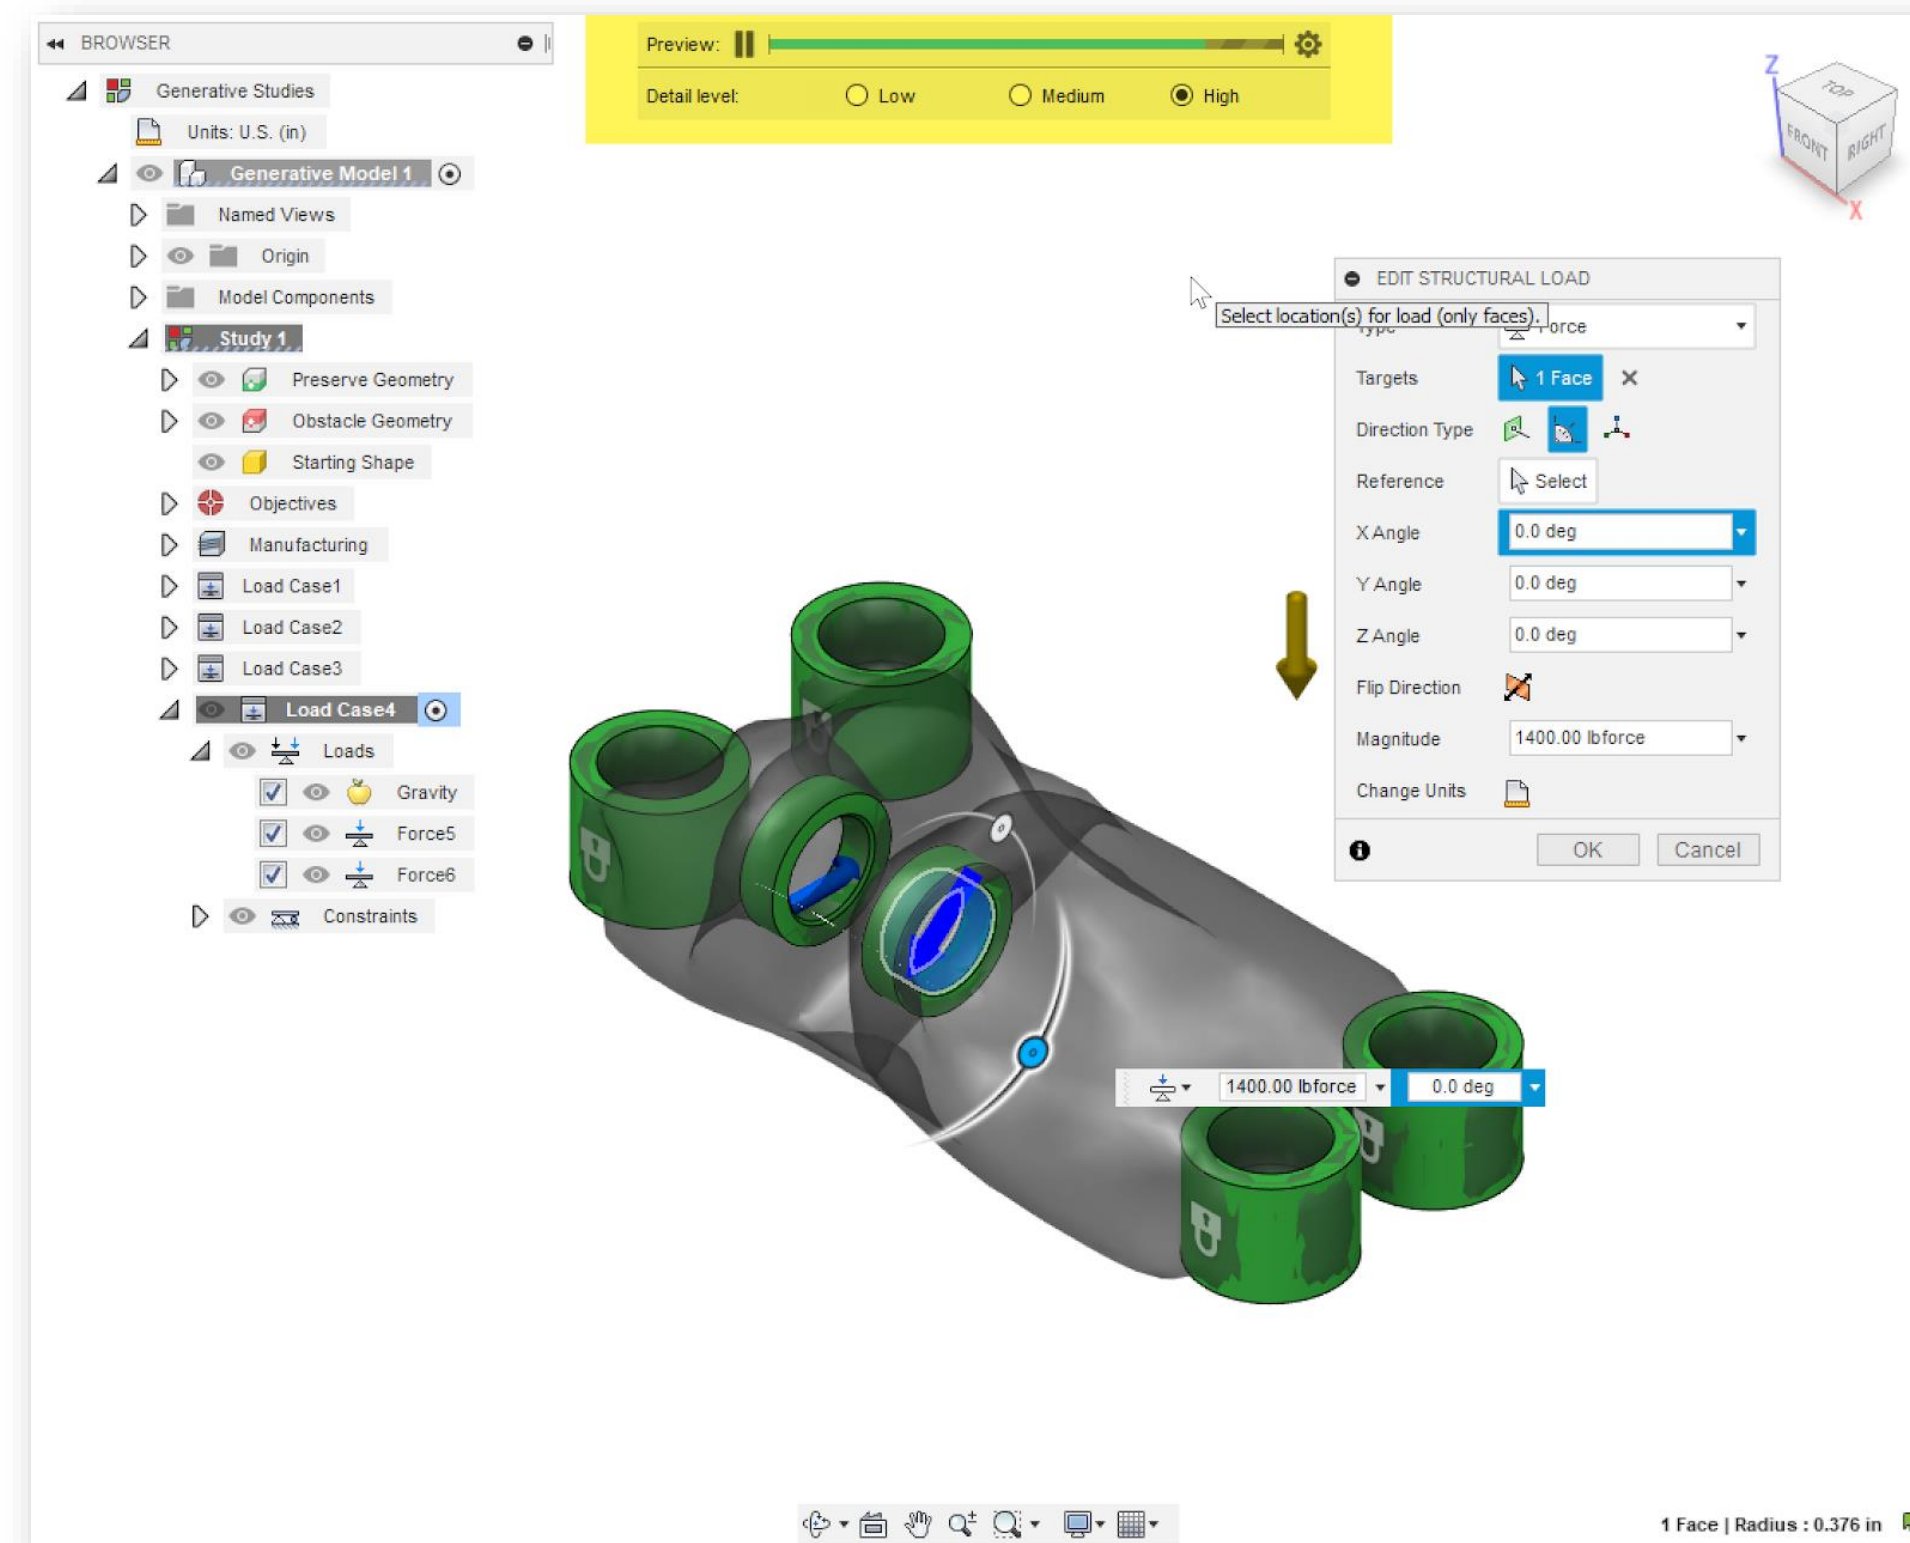 BROWSER
Generative Studies
Units: U.S. (in)
Generative Model 1
Named Views
Origin
Model Components
Study 1
Preserve Geometry
Obstacle Geometry
Starting Shape
Objectives
Manufacturing
Load Case1
Load Case2
Load Case3
Load Case4
Loads
Gravity
Force5
Force6
Constraints
Preview:
Detail level: Low Medium High
Z
TOP
FRONT RIGHT
X
EDIT STRUCTURAL LOAD
Select location(s) for load (only faces).
Type Force
Targets 1 Face
Direction Type
Reference Select
X Angle 0.0 deg
Y Angle 0.0 deg
Z Angle 0.0 deg
Flip Direction
Magnitude 1400.00 lbforce
Change Units
OK Cancel
1400.00 lbforce 0.0 deg
1 Face | Radius : 0.376 in